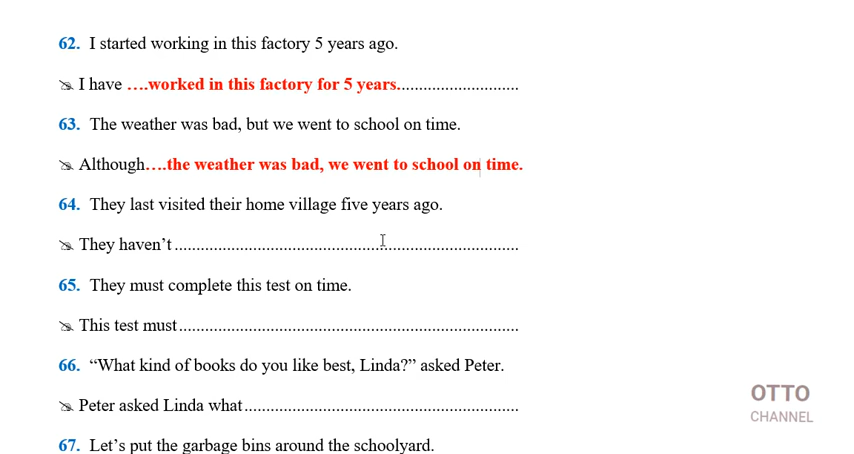 62. I started working in this factory 5 years ago.
I have ….worked in this factory for 5 years............................
63. The weather was bad, but we went to school on time.
Although….the weather was bad, we went to school on time.
64. They last visited their home village five years ago.
They haven’t...............................................................................
65. They must complete this test on time.
This test must..............................................................................
66. “What kind of books do you like best, Linda?” asked Peter.
Peter asked Linda what...............................................................
67. Let’s put the garbage bins around the schoolyard.
OTTO
CHANNEL